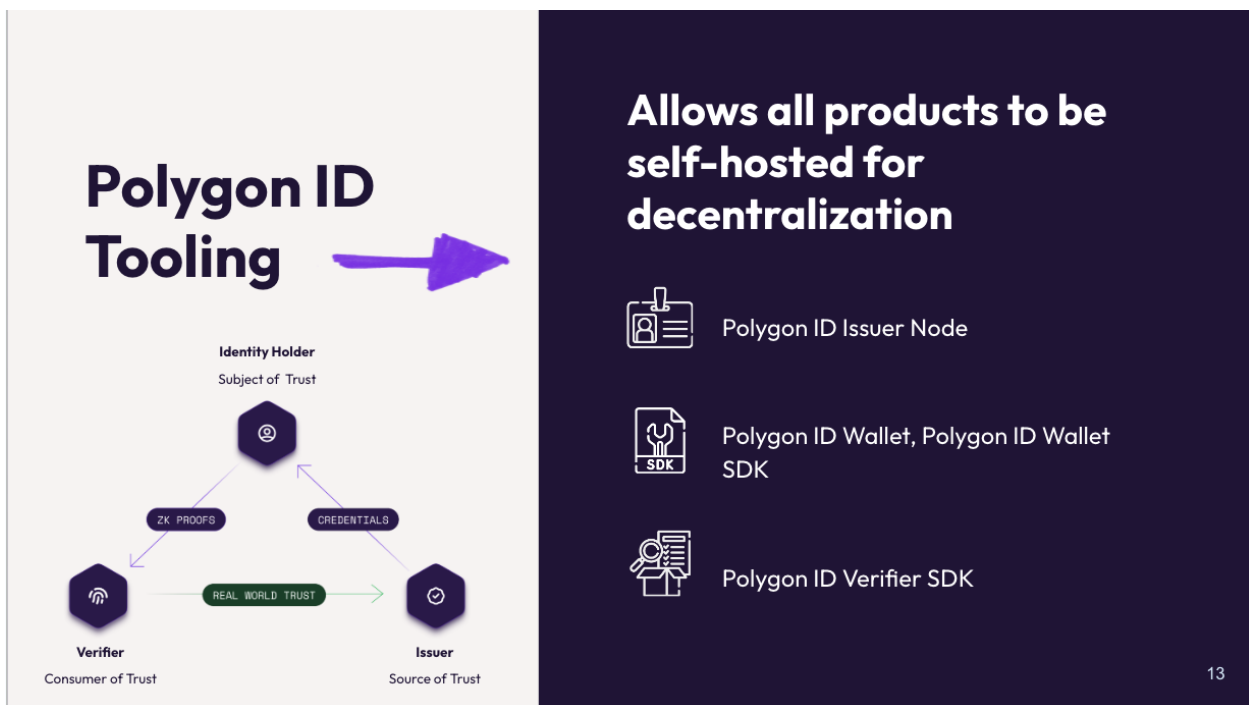 Polygon ID
Tooling
Identity Holder
Subject of Trust
ZK PROOFS
CREDENTIALS
REAL WORLD TRUST
Verifier
Consumer of Trust
Issuer
Source of Trust
Allows all products to be
self-hosted for
decentralization
Polygon ID Issuer Node
SDK
Polygon ID Wallet, Polygon ID Wallet
SDK
Polygon ID Verifier SDK
13